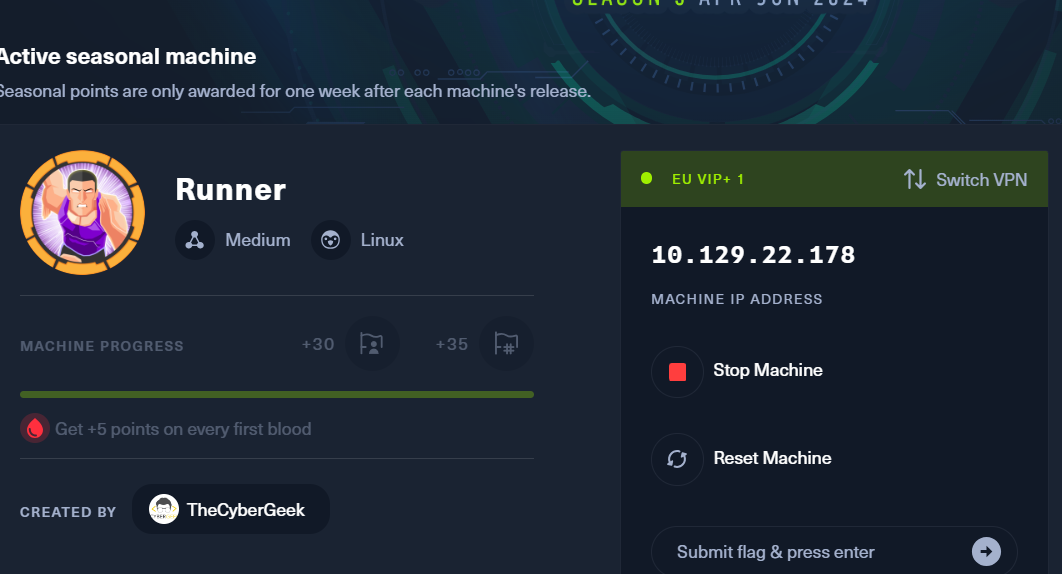 SEASON 5 APR JUN 2024
Active seasonal machine
Seasonal points are only awarded for one week after each machine's release.
Runner
Medium
Linux
MACHINE PROGRESS
+30
+35
Get +5 points on every first blood
CREATED BY
TheCyberGeek
EU VIP+ 1
Switch VPN
10.129.22.178
MACHINE IP ADDRESS
Stop Machine
Reset Machine
Submit flag & press enter